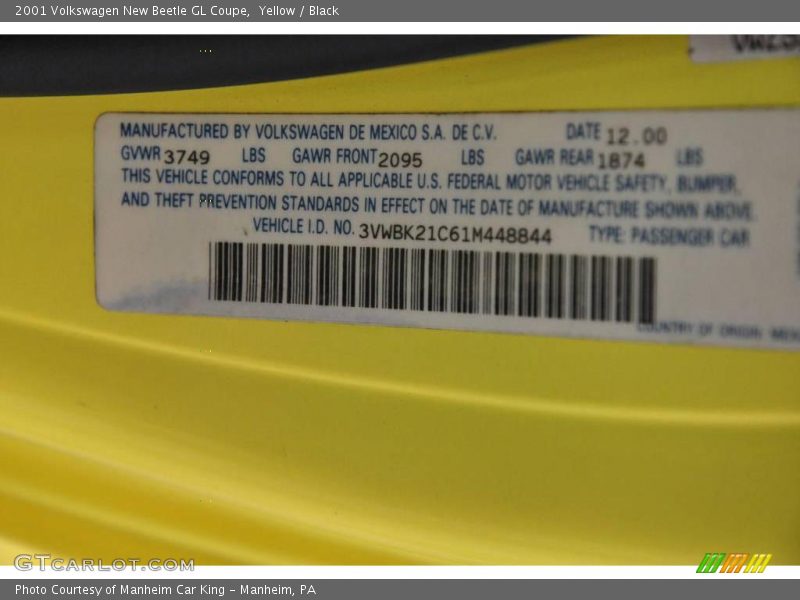 2001 Volkswagen New Beetle GL Coupe,  Yellow / Black
MANUFACTURED BY VOLKSWAGEN DE MEXICO S.A. DE C.V. DATE 12.00
GVWR 3749 LBS GAWR FRONT 2095 LBS GAWR REAR 1874 LBS
THIS VEHICLE CONFORMS TO ALL APPLICABLE U.S. FEDERAL MOTOR VEHICLE SAFETY, BUMPER,
AND THEFT PREVENTION STANDARDS IN EFFECT ON THE DATE OF MANUFACTURE SHOWN ABOVE.
VEHICLE I.D. NO. 3VWBK21C61M448844 TYPE: PASSENGER CAR
COUNTRY OF ORIGIN:
GTCARLOT.COM
Photo Courtesy of Manheim Car King - Manheim, PA